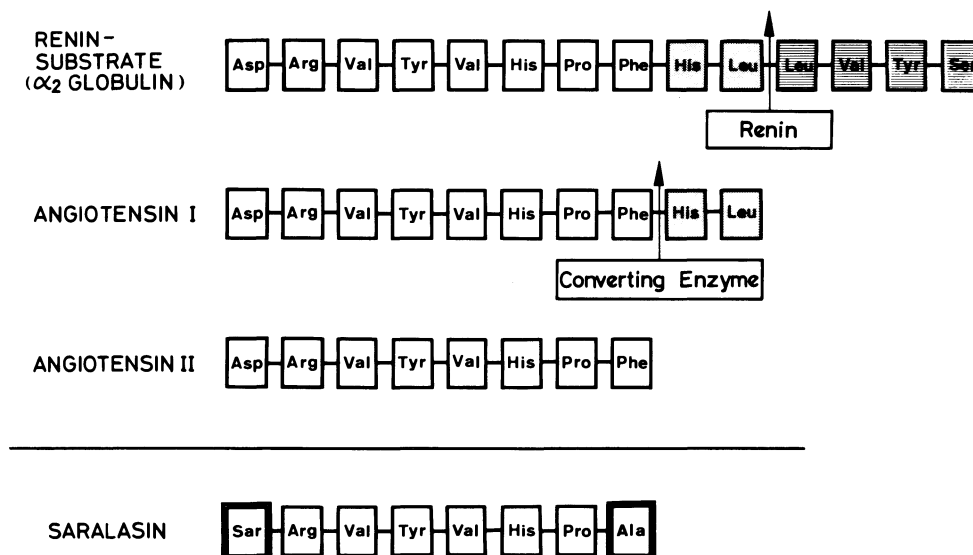 RENIN-
SUBSTRATE
(α₂ GLOBULIN)
Asp Arg Val Tyr Val His Pro Phe His Leu Leu Val Tyr Ser
Renin
ANGIOTENSIN I
Asp Arg Val Tyr Val His Pro Phe His Leu
Converting Enzyme
ANGIOTENSIN II
Asp Arg Val Tyr Val His Pro Phe
SARALASIN
Sar Arg Val Tyr Val His Pro Ala